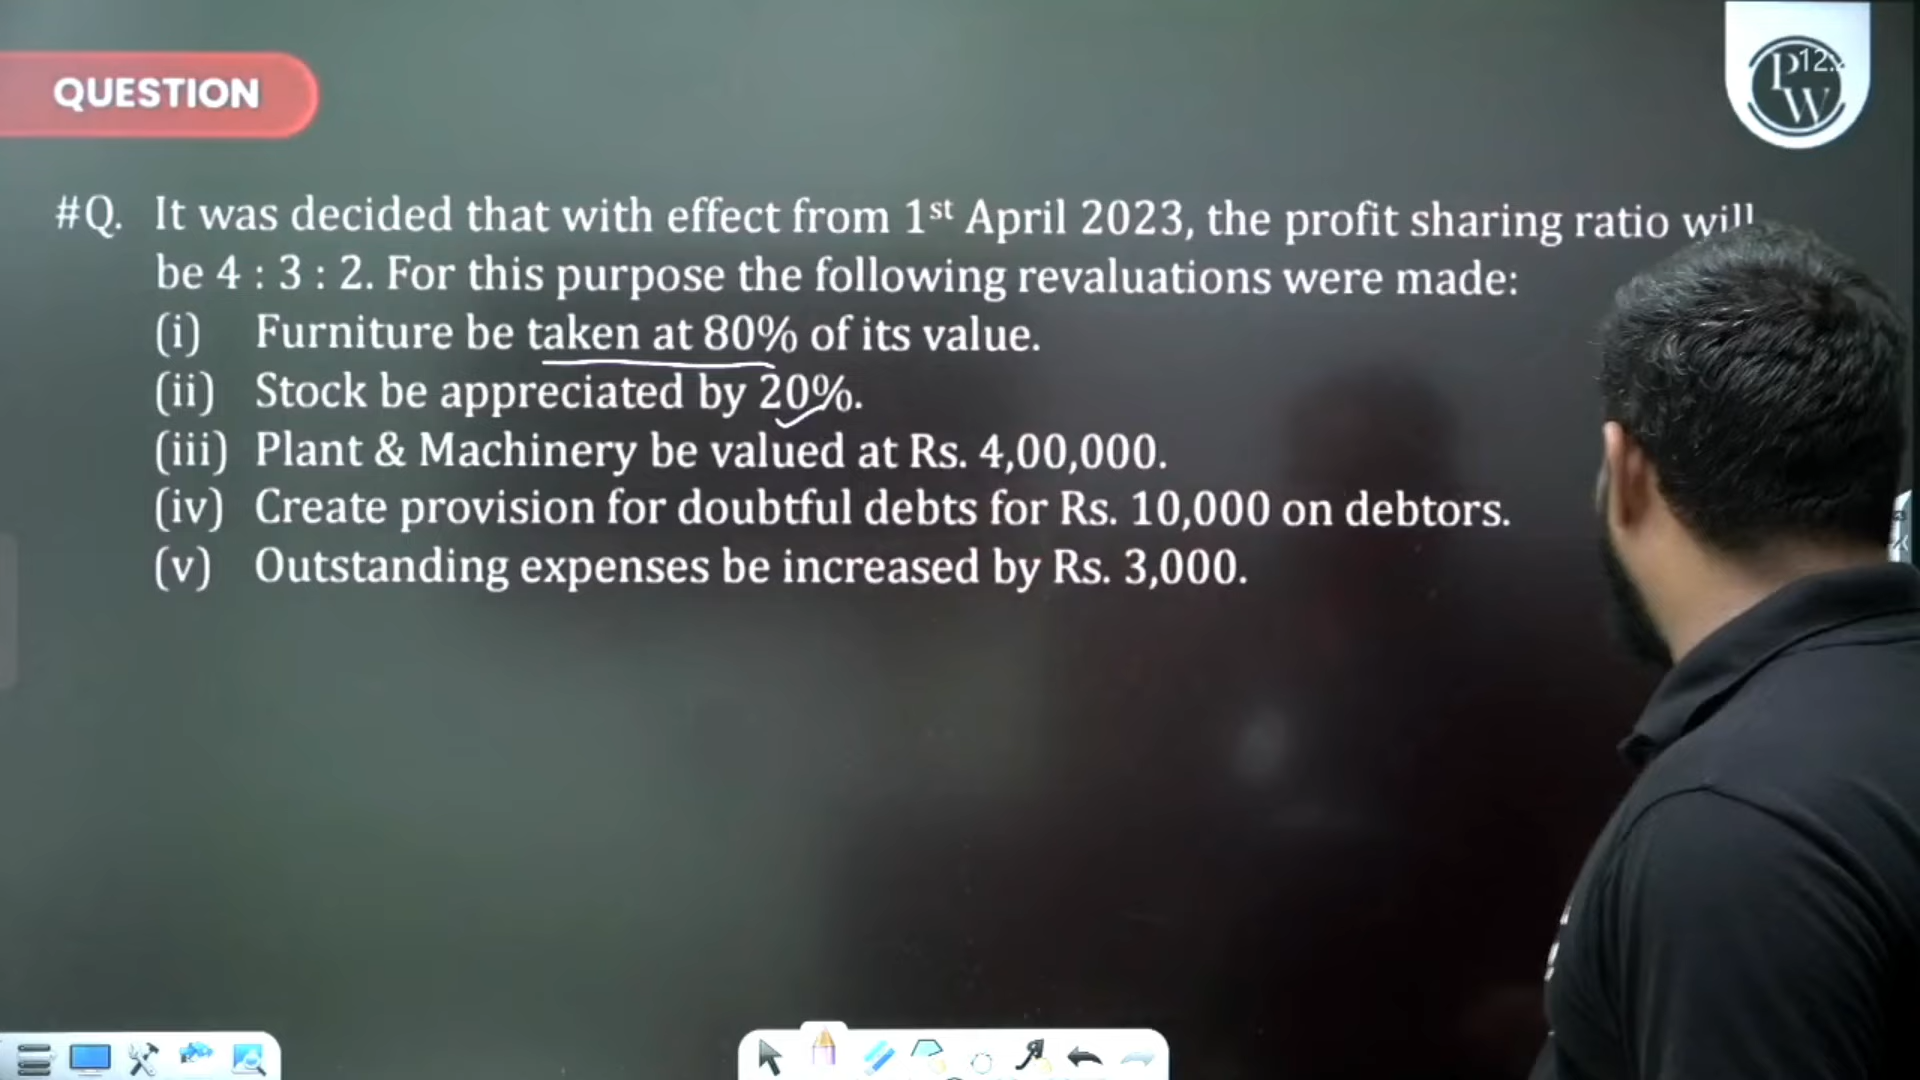 QUESTION
PW
12:
#Q. It was decided that with effect from 1st April 2023, the profit sharing ratio will
be 4 : 3 : 2. For this purpose the following revaluations were made:
(i) Furniture be taken at 80% of its value.
(ii) Stock be appreciated by 20%.
(iii) Plant & Machinery be valued at Rs. 4,00,000.
(iv) Create provision for doubtful debts for Rs. 10,000 on debtors.
(v) Outstanding expenses be increased by Rs. 3,000.